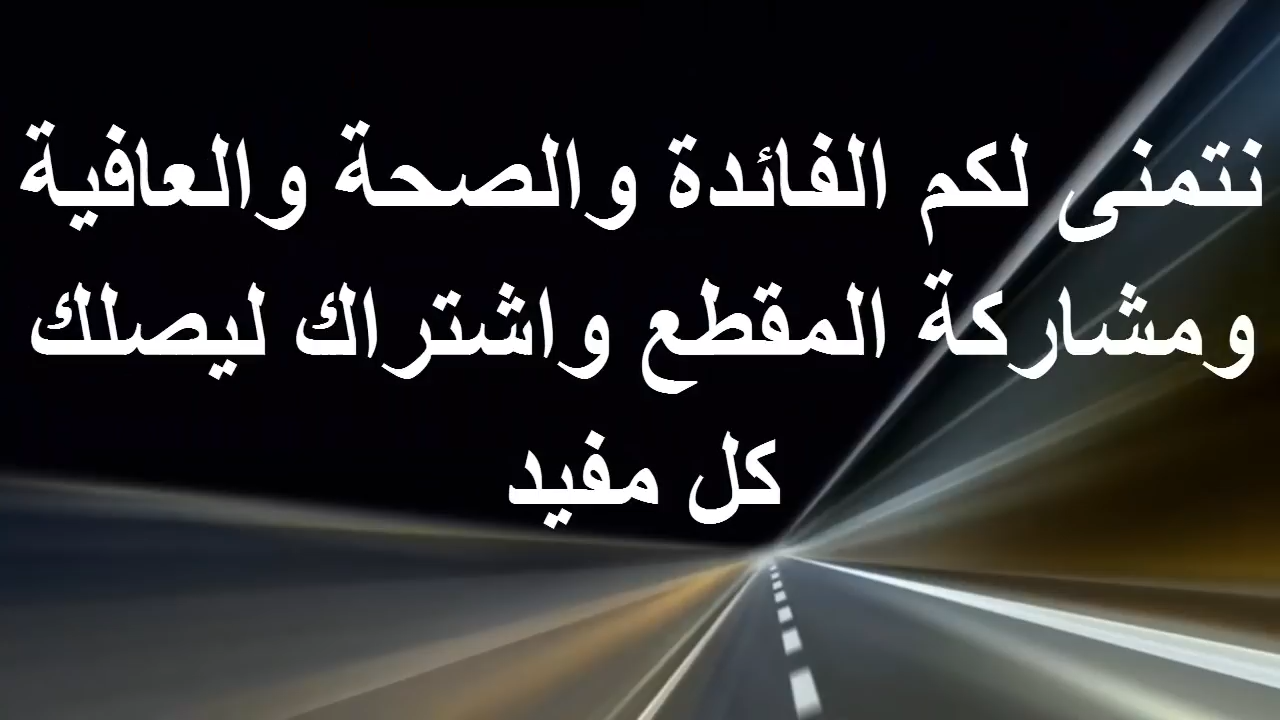 نتمنى لكم الفائدة والصحة والعافية
ومشاركة المقطع واشتراك ليصلك
كل مفيد